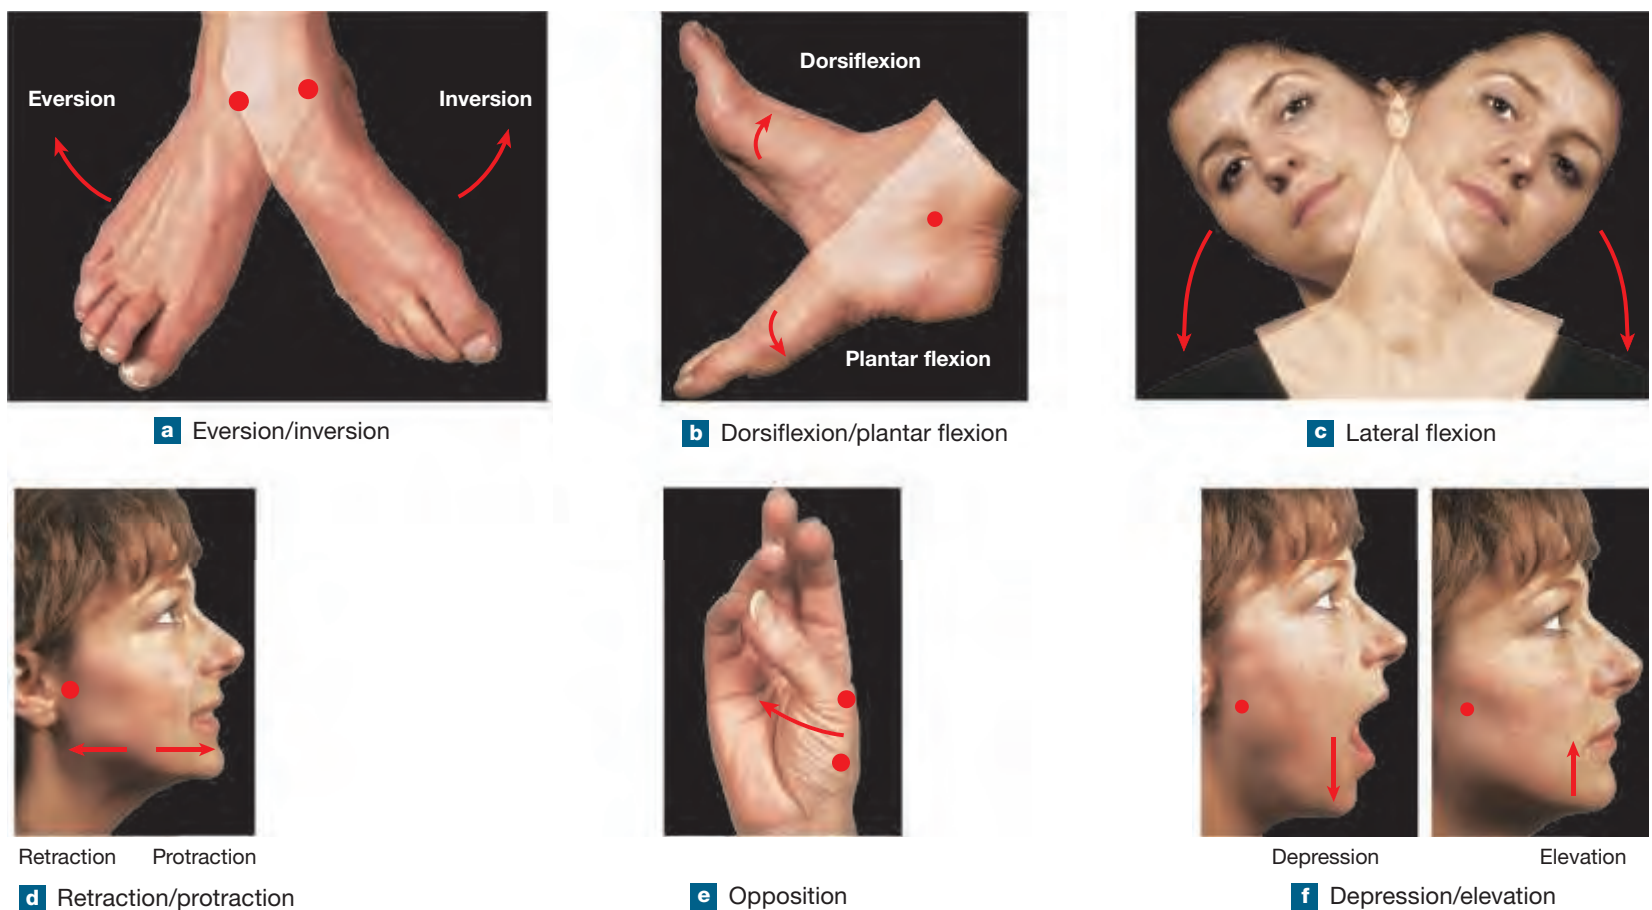 Eversion
Inversion
a Eversion/inversion
Dorsiflexion
Plantar flexion
b Dorsiflexion/plantar flexion
c Lateral flexion
Retraction Protraction
d Retraction/protraction
e Opposition
Depression Elevation
f Depression/elevation